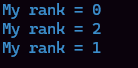 My rank = 0
My rank = 2
My rank = 1